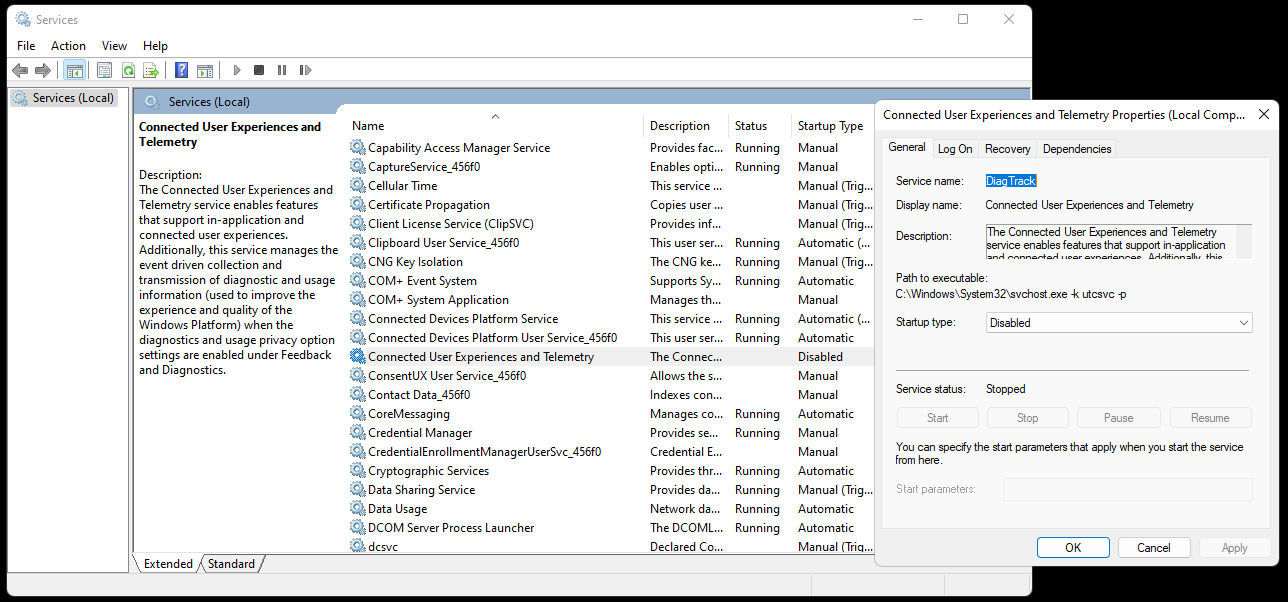 Services
File Action View Help
Services (Local)
Services (Local)
Connected User Experiences and
Telemetry
Description:
The Connected User Experiences and
Telemetry service enables features
that support in-application and
connected user experiences.
Additionally, this service manages the
event driven collection and
transmission of diagnostic and usage
information (used to improve the
experience and quality of the
Windows Platform) when the
diagnostics and usage privacy option
settings are enabled under Feedback
and Diagnostics.
Name Description Status Startup Type
Capability Access Manager Service Provides fac... Running Manual
CaptureService_456f0 Enables opti... Running Manual
Cellular Time This service ... Manual (Trig...
Certificate Propagation Copies user ... Manual (Trig...
Client License Service (ClipSVC) Provides inf... Manual (Trig...
Clipboard User Service_456f0 This user ser... Running Automatic (...
CNG Key Isolation The CNG ke... Running Manual (Trig...
COM+ Event System Supports Sy... Running Automatic
COM+ System Application Manages th... Manual
Connected Devices Platform Service This service ... Running Automatic (...
Connected Devices Platform User Service_456f0 This user ser... Running Automatic
Connected User Experiences and Telemetry The Connec... Disabled
ConsentUX User Service_456f0 Allows the s... Manual
Contact Data_456f0 Indexes con... Manual
CoreMessaging Manages co... Running Automatic
Credential Manager Provides se... Running Manual
CredentialEnrollmentManagerUserSvc_456f0 Credential E... Manual
Cryptographic Services Provides thr... Running Automatic
Data Sharing Service Provides da... Running Manual (Trig...
Data Usage Network da... Running Automatic
DCOM Server Process Launcher The DCOML... Running Automatic
dcsvc Declared Co... Manual (Trig...
Extended Standard
Connected User Experiences and Telemetry Properties (Local Comp...
General Log On Recovery Dependencies
Service name: DiagTrack
Display name: Connected User Experiences and Telemetry
Description: The Connected User Experiences and Telemetry
service enables features that support in-application
and connected user experiences. Additionally, this
Path to executable:
C:\Windows\System32\svchost.exe -k utcsvc -p
Startup type: Disabled
Service status: Stopped
Start Stop Pause Resume
You can specify the start parameters that apply when you start the service
from here.
Start parameters:
OK Cancel Apply